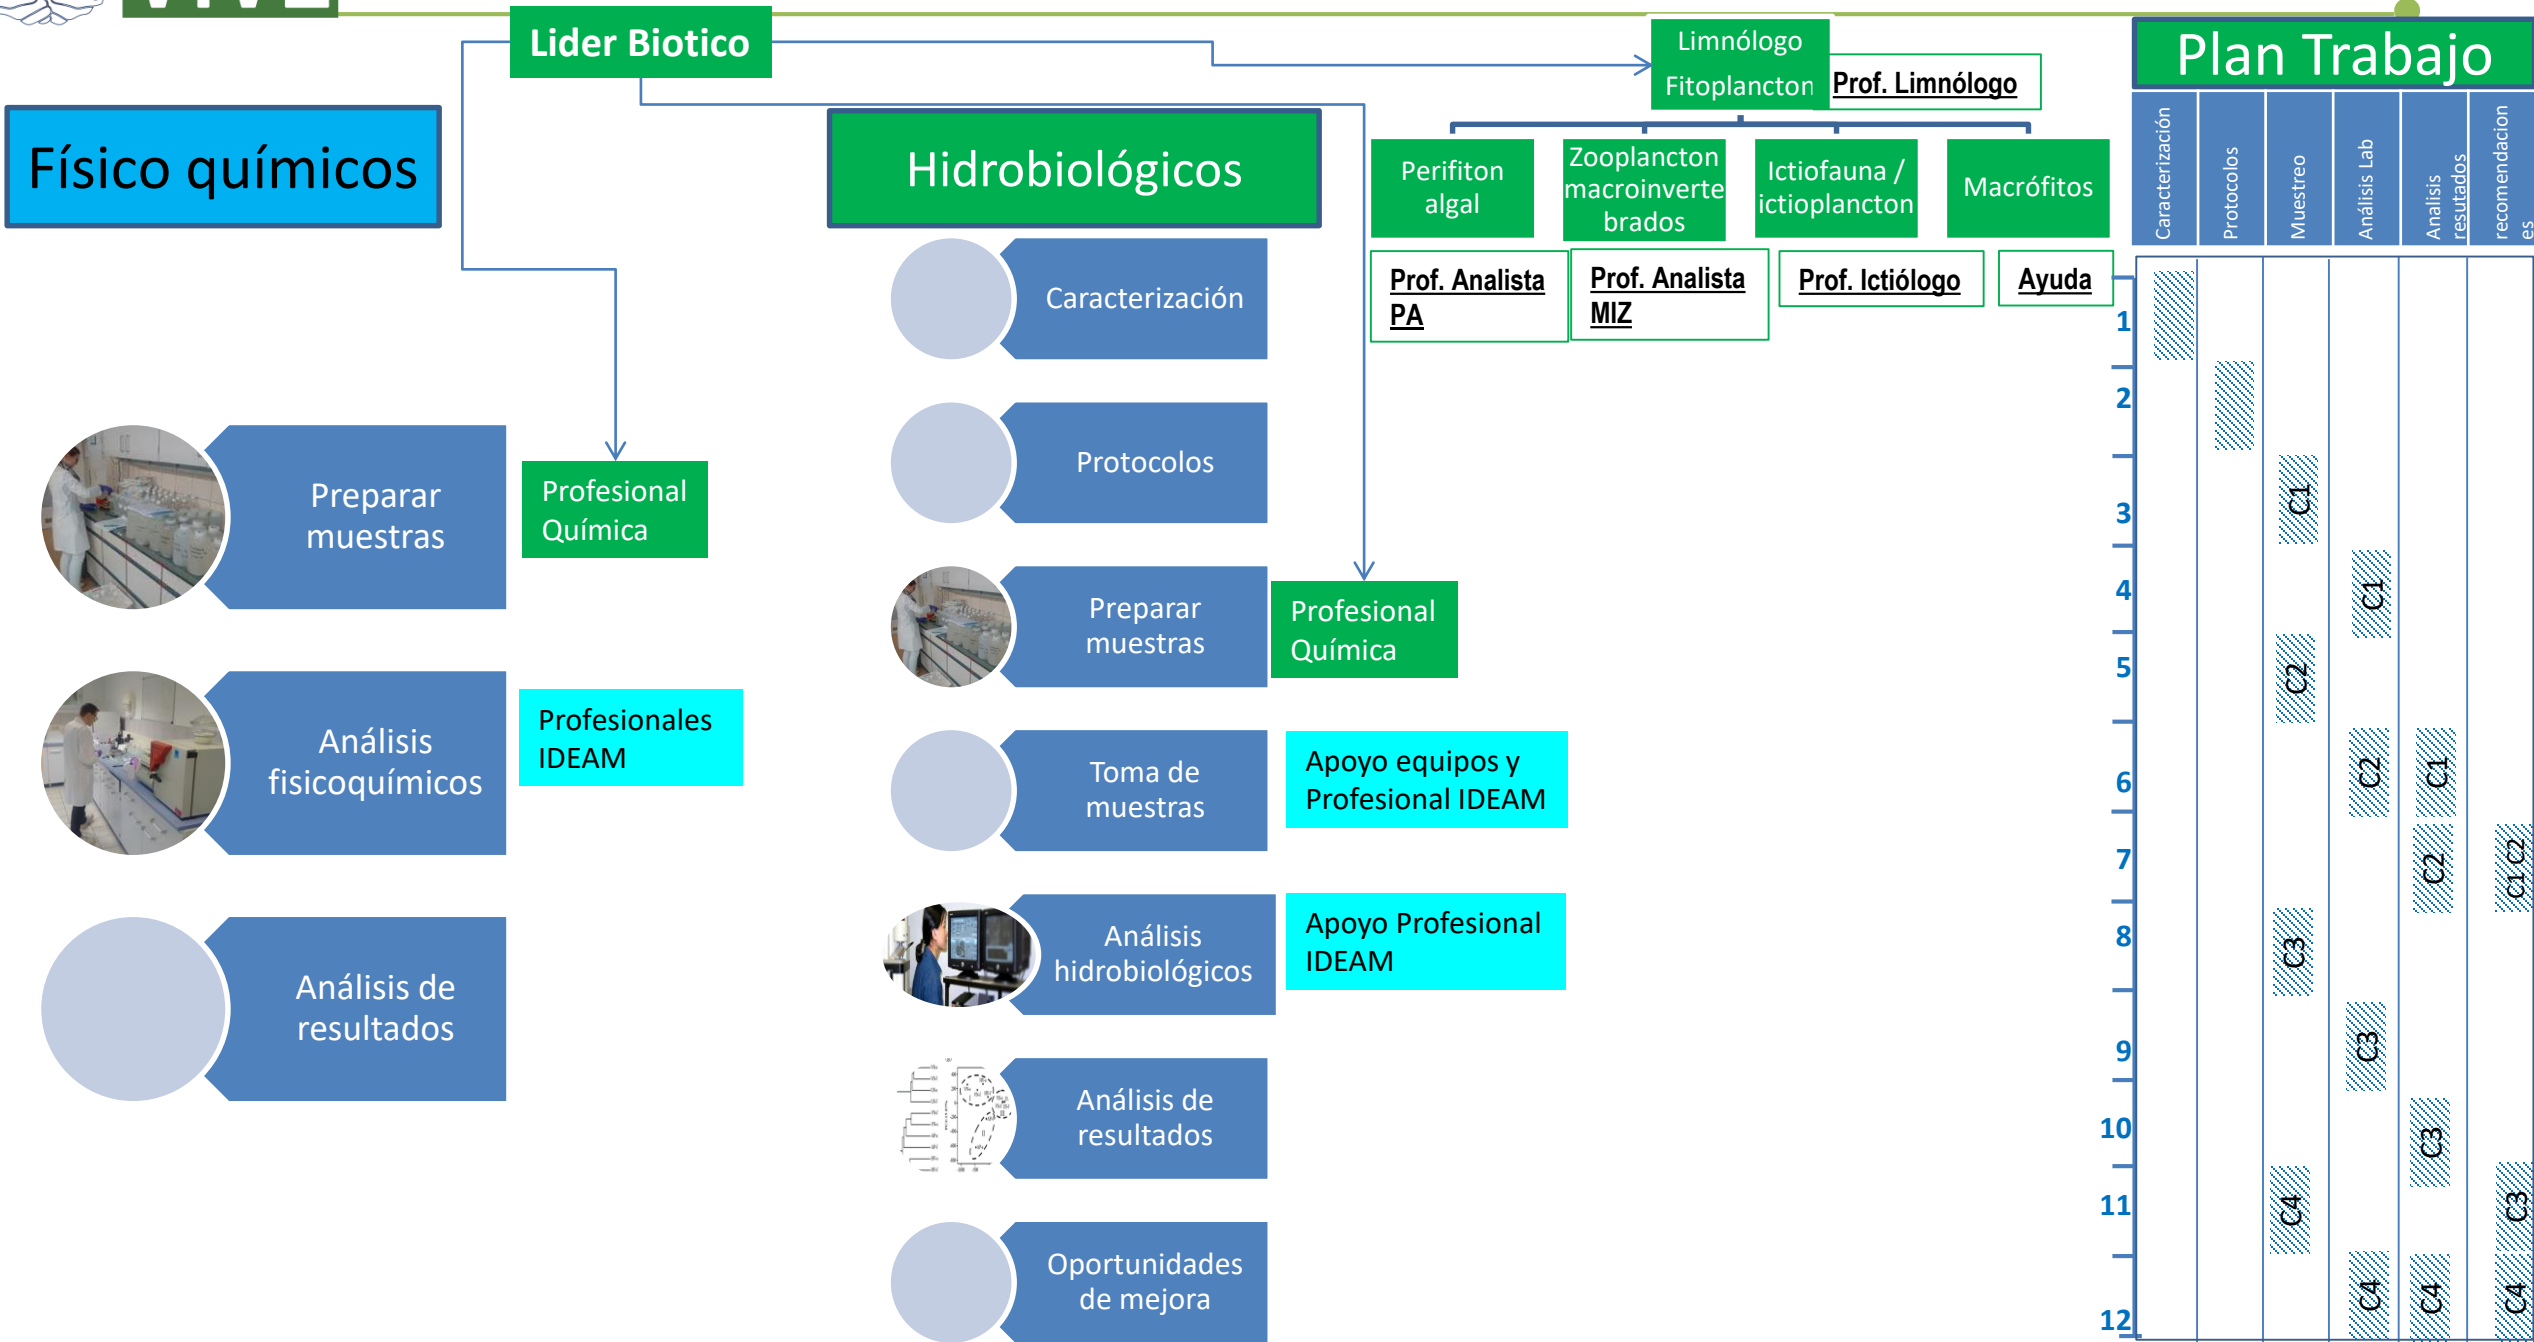 VIVE
Lider Biotico
Limnólogo
Fitoplancton
Prof. Limnólogo
Plan Trabajo
Físico químicos
Hidrobiológicos
Perifiton
algal
Zooplancton
macroinverte
brados
Ictiofauna /
ictioplancton
Macrófitos
Caracterización
Protocolos
Muestreo
Análisis Lab
Analisis
resutados
recomendacion
es
Prof. Analista
PA
Prof. Analista
MIZ
Prof. Ictiólogo
Ayuda
Caracterización
Protocolos
Preparar
muestras
Profesional
Química
Preparar
muestras
Profesional
Química
Análisis
fisicoquímicos
Profesionales
IDEAM
Toma de
muestras
Apoyo equipos y
Profesional IDEAM
Análisis de
resultados
Análisis
hidrobiológicos
Apoyo Profesional
IDEAM
Análisis de
resultados
Oportunidades
de mejora
1
2
3 C1
4 C1
5 C2
6 C2 C1
7 C2 C1 C2
8 C3
9 C3
10 C3
11 C4 C3
12 C4 C4 C4